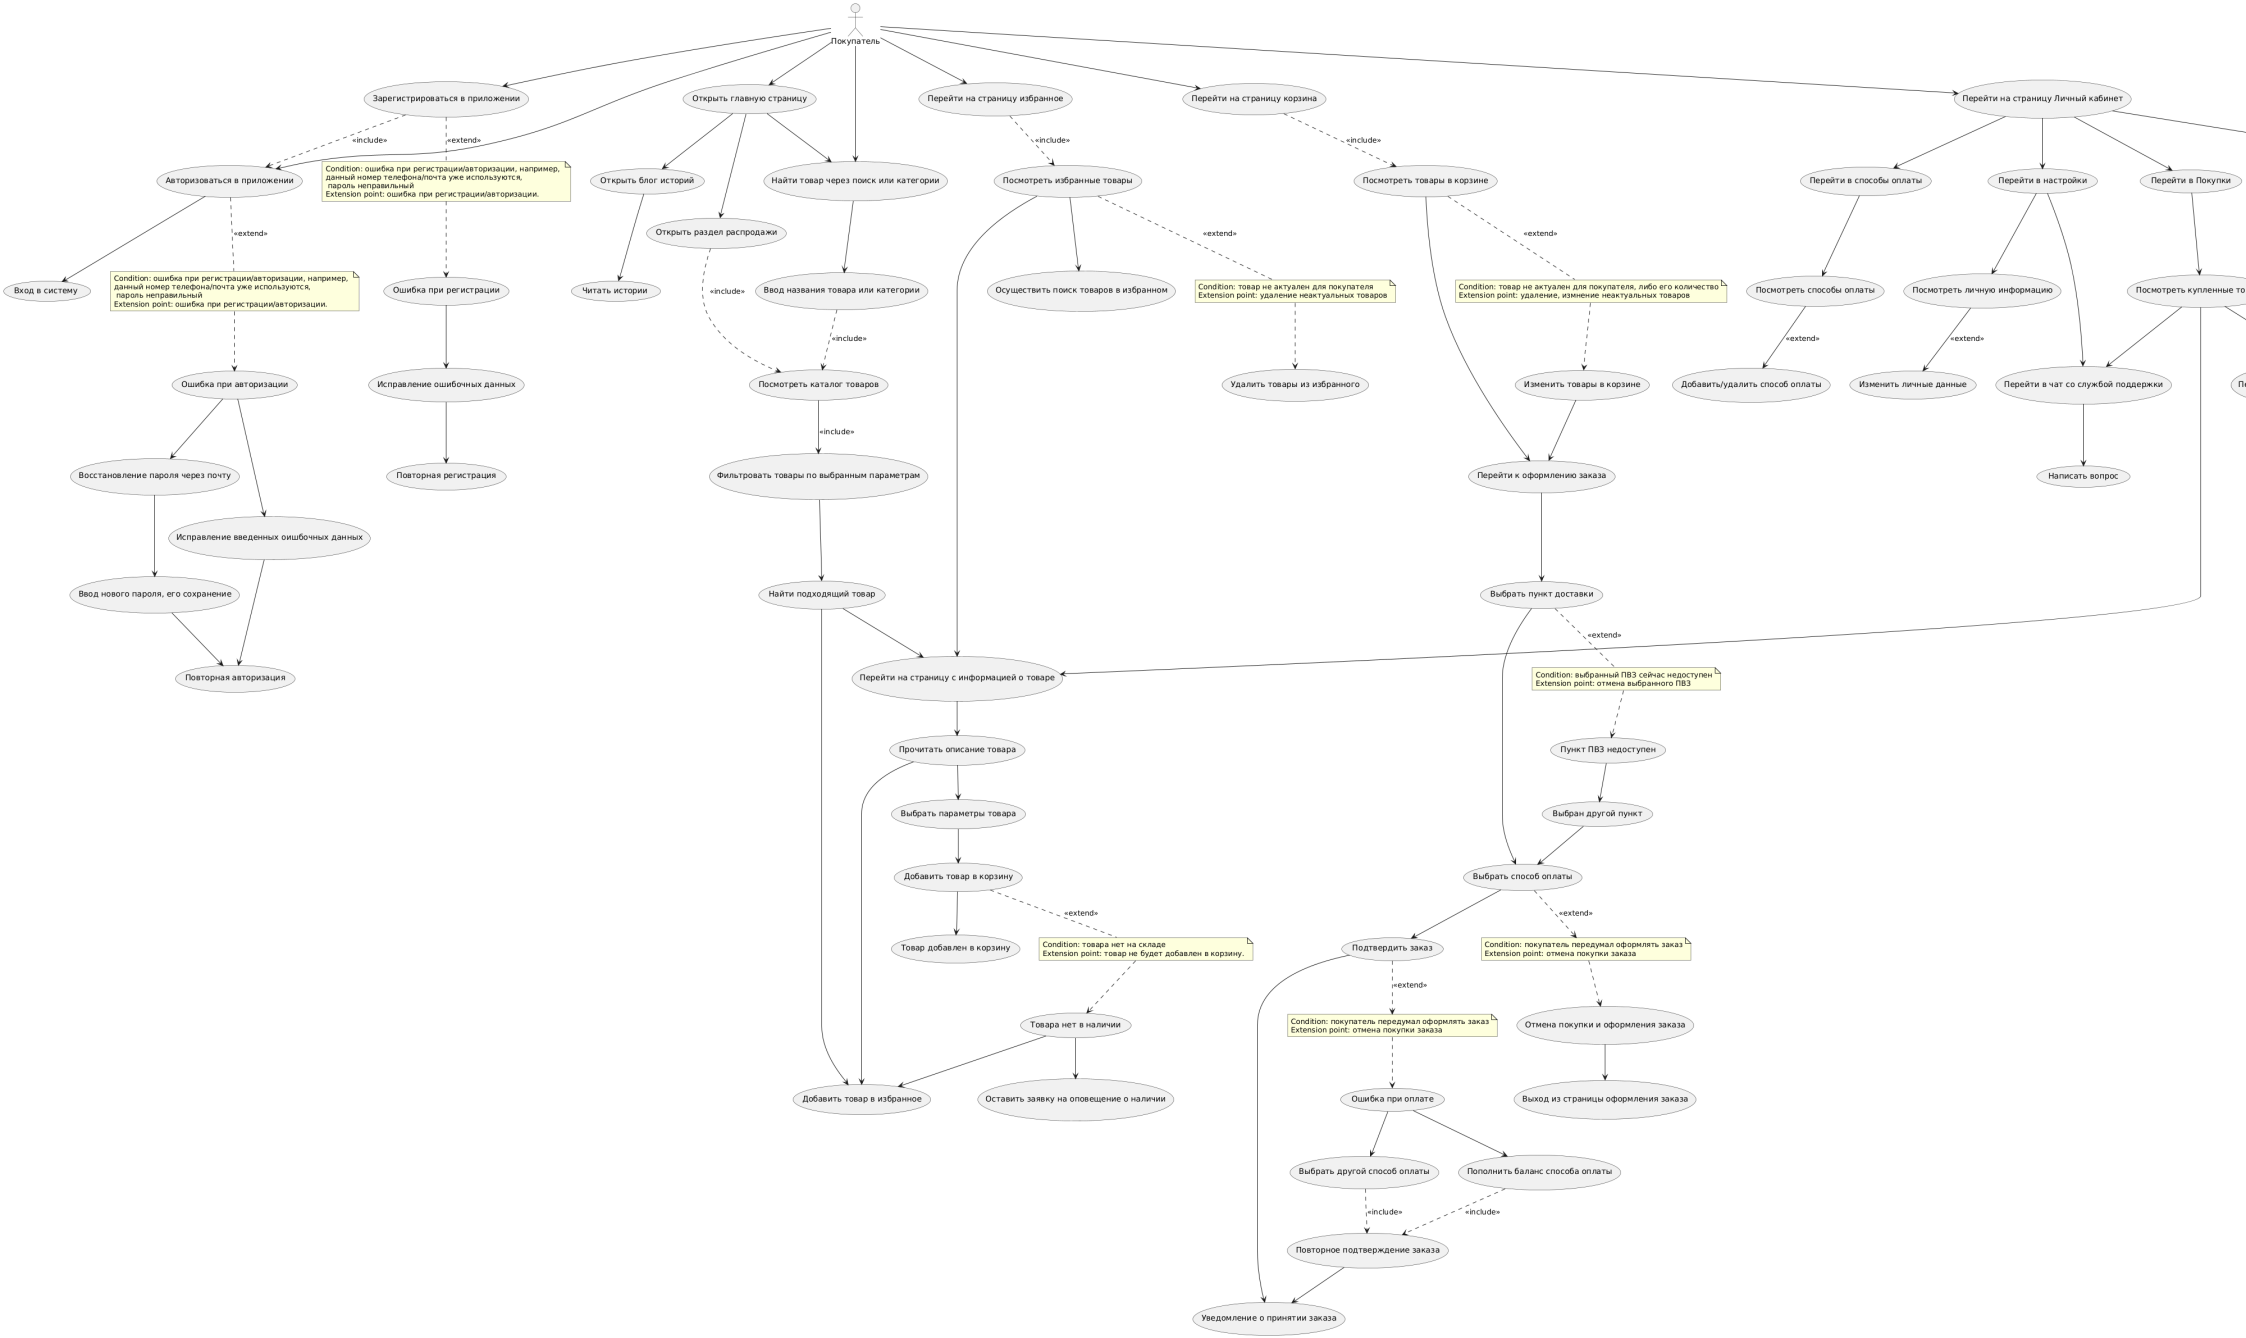 Покупатель
Зарегистрироваться в приложении
Открыть главную страницу
Перейти на страницу избранное
Перейти на страницу корзина
Перейти на страницу Личный кабинет
«include»
«extend»
«include»
«include»
Авторизоваться в приложении
Condition: ошибка при регистрации/авторизации, например,
данный номер телефона/почта уже используются,
пароль неправильный
Extension point: ошибка при регистрации/авторизации.
Открыть блог историй
Найти товар через поиск или категории
Посмотреть избранные товары
Посмотреть товары в корзине
Перейти в способы оплаты
Перейти в настройки
Перейти в Покупки
Открыть раздел распродажи
«extend»
«extend»
«extend»
Вход в систему
Condition: ошибка при регистрации/авторизации, например,
данный номер телефона/почта уже используются,
пароль неправильный
Extension point: ошибка при регистрации/авторизации.
Ошибка при регистрации
Читать истории
«include»
Ввод названия товара или категории
Осуществить поиск товаров в избранном
Condition: товар не актуален для покупателя
Extension point: удаление неактуальных товаров
Condition: товар не актуален для покупателя, либо его количество
Extension point: удаление, измнение неактуальных товаров
Посмотреть способы оплаты
Посмотреть личную информацию
Посмотреть купленные то
«include»
«extend»
«extend»
Ошибка при авторизации
Исправление ошибочных данных
Посмотреть каталог товаров
Удалить товары из избранного
Изменить товары в корзине
Добавить/удалить способ оплаты
Изменить личные данные
Перейти в чат со службой поддержки
Пе
«include»
Восстановление пароля через почту
Повторная регистрация
Фильтровать товары по выбранным параметрам
Перейти к оформлению заказа
Написать вопрос
Исправление введенных оишбочных данных
Ввод нового пароля, его сохранение
Найти подходящий товар
Выбрать пункт доставки
«extend»
Повторная авторизация
Перейти на страницу с информацией о товаре
Condition: выбранный ПВЗ сейчас недоступен
Extension point: отмена выбранного ПВЗ
Прочитать описание товара
Пункт ПВЗ недоступен
Выбрать параметры товара
Выбран другой пункт
Добавить товар в корзину
Выбрать способ оплаты
«extend»
«extend»
Товар добавлен в корзину
Condition: товара нет на складе
Extension point: товар не будет добавлен в корзину.
Подтвердить заказ
Condition: покупатель передумал оформлять заказ
Extension point: отмена покупки заказа
«extend»
Товара нет в наличии
Condition: покупатель передумал оформлять заказ
Extension point: отмена покупки заказа
Отмена покупки и оформления заказа
Добавить товар в избранное
Оставить заявку на оповещение о наличии
Ошибка при оплате
Выход из страницы оформления заказа
Выбрать другой способ оплаты
Пополнить баланс способа оплаты
«include»
«include»
Повторное подтверждение заказа
Уведомление о принятии заказа